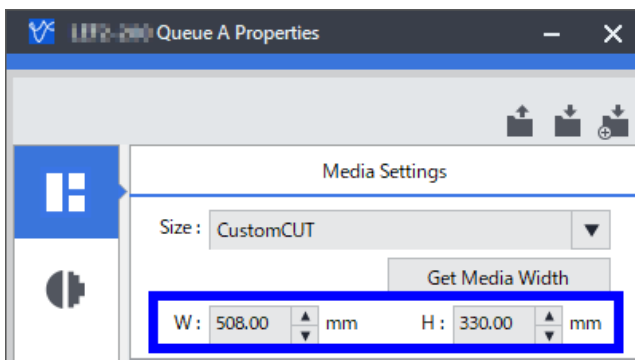 Queue A Properties
Media Settings
Size : CustomCUT
Get Media Width
W : 508.00 mm H : 330.00 mm